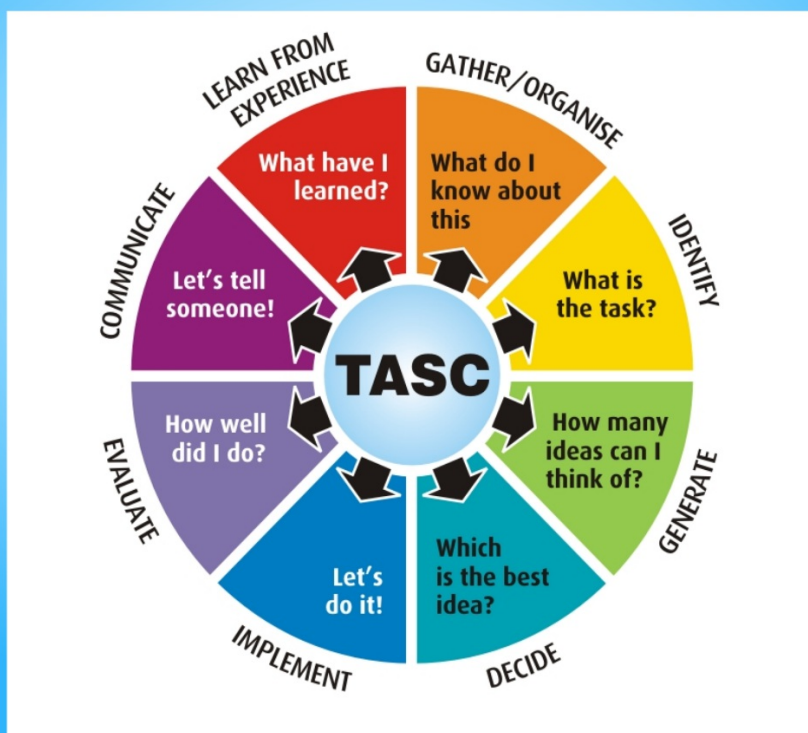 LEARN FROM
EXPERIENCE
GATHER/ORGANISE
What have I
learned?
What do I
know about
this
COMMUNICATE
IDENTIFY
Let's tell
someone!
What is
the task?
TASC
How well
did I do?
How many
ideas can I
think of?
EVALUATE
GENERATE
Let's
do it!
Which
is the best
idea?
IMPLEMENT
DECIDE